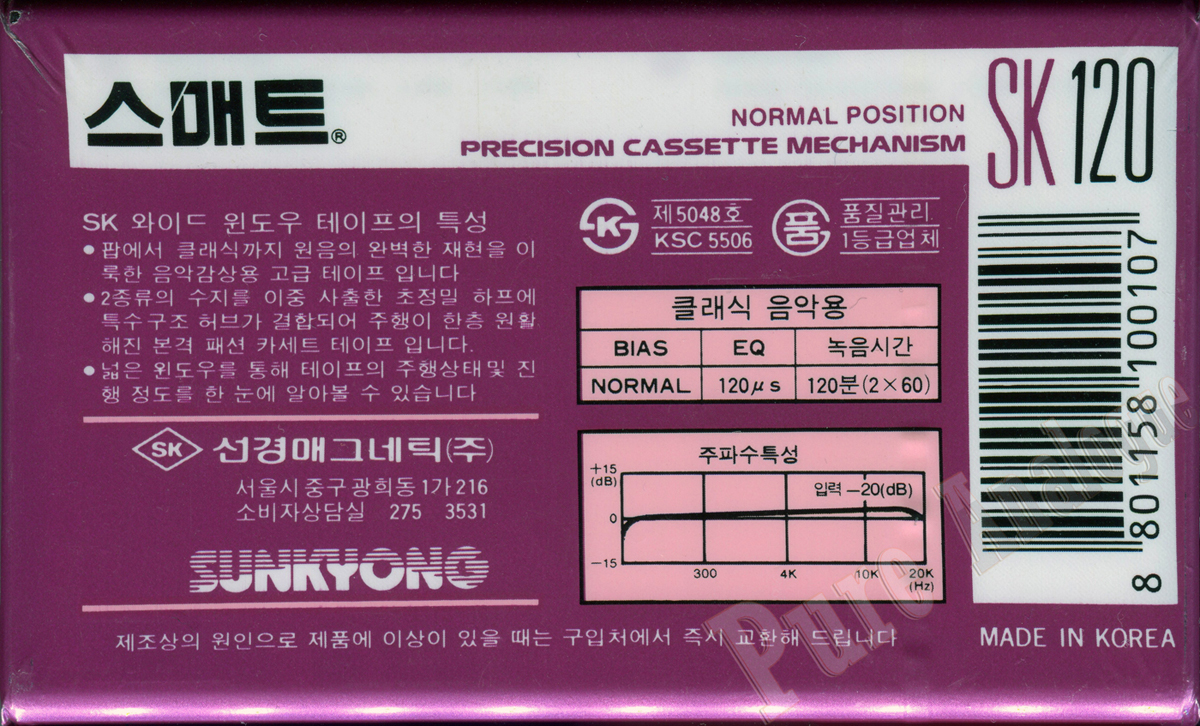 스매트®
NORMAL POSITION
PRECISION CASSETTE MECHANISM
SK 120
SK 와이드 윈도우 테이프의 특성
● 팝에서 클래식까지 원음의 완벽한 재현을 이
룩한 음악감상용 고급 테이프 입니다
● 2종류의 수지를 이중 사출한 초정밀 하프에
특수구조 허브가 결합되어 주행이 한층 원활
해진 본격 패션 카세트 테이프 입니다.
● 넓은 윈도우를 통해 테이프의 주행상태및 진
행 정도를 한 눈에 알아볼 수 있습니다
SK 선경매그네틱(주)
서울시중구광희동1가216
소비자상담실 275 3531
SUNKYONG
제5048호
KSC 5506
품
품질관리
1등급업체
클래식 음악용
BIAS EQ 녹음시간
NORMAL 120μs 120분(2×60)
주파수특성
+15
(dB)
입력 -20(dB)
0
-15
300 4K 10K 20K
(Hz)
8 801158 100107
제조상의 원인으로 제품에 이상이 있을 때는 구입처에서 즉시 교환해 드립니다
MADE IN KOREA
Pure Analogue